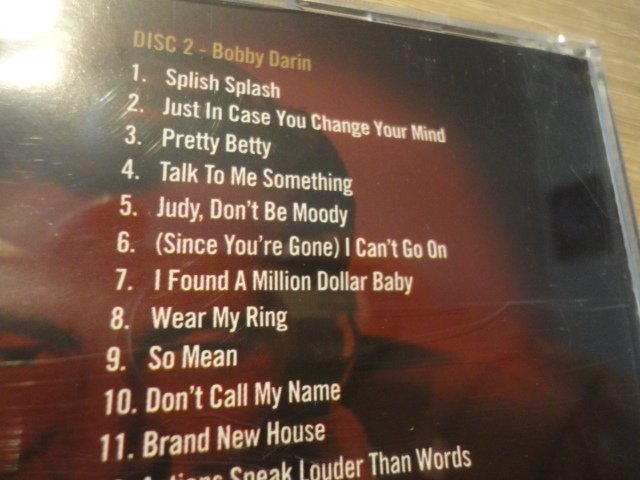 DISC 2 - Bobby Darin
1. Splish Splash
2. Just In Case You Change Your Mind
3. Pretty Betty
4. Talk To Me Something
5. Judy, Don't Be Moody
6. (Since You're Gone) I Can't Go On
7. I Found A Million Dollar Baby
8. Wear My Ring
9. So Mean
10. Don't Call My Name
11. Brand New House
Actions Speak Louder Than Words